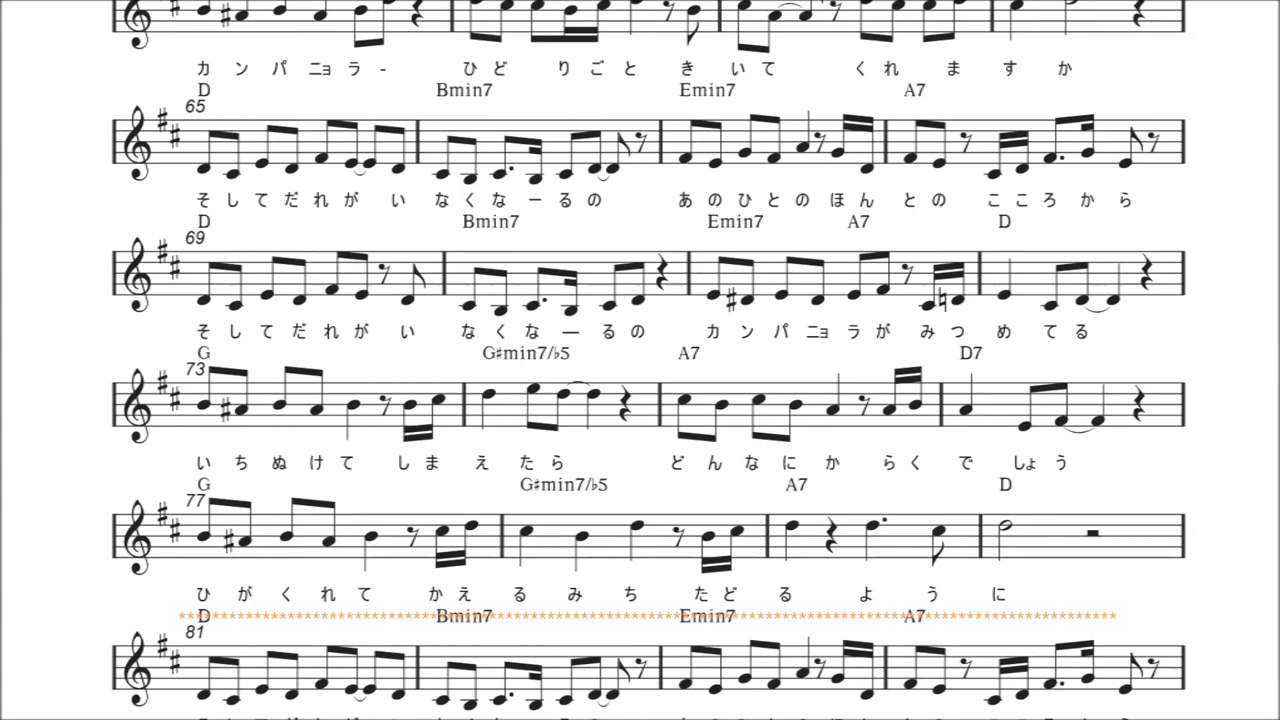 カ ン パ ニョ ラ - ひ ど り ご と き い て く れ ま す か
D Bmin7 Emin7 A7
65
そ し て だ れ が い な く な ー る の あ の ひ と の ほ ん と の こ こ ろ か ら
D Bmin7 Emin7 A7 D
69
そ し て だ れ が い な く な ー る の カ ン パ ニョ ラ が み つ め て る
G G♯min7/♭5 A7 D7
73
い ち ぬ け て し ま え た ら ど ん な に か ら く で しょ う
G G♯min7/♭5 A7 D
77
ひ が く れ て か え る み ち た ど る よ う に
D Bmin7 Emin7 A7
81